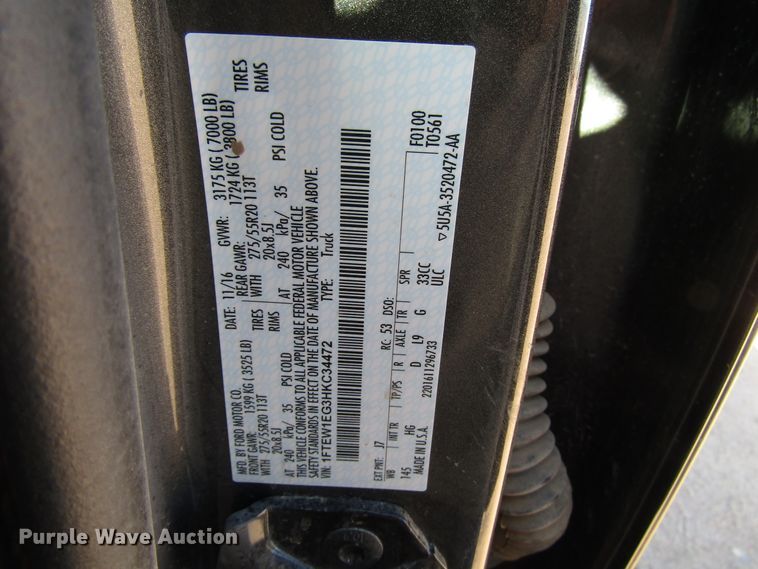 MFD. BY FORD MOTOR CO.
DATE: 11/16 GVWR: 3175 KG ( 7000 LB)
FRONT GAWR: 1599 KG ( 3525 LB)
REAR GAWR: 1724 KG ( 3800 LB)
WITH 275/55R20 113T TIRES
WITH 275/55R20 113T TIRES
20x8.5J RIMS
20x8.5J RIMS
AT 240 kPa/ 35 PSI COLD
AT 240 kPa/ 35 PSI COLD
THIS VEHICLE CONFORMS TO ALL APPLICABLE FEDERAL MOTOR VEHICLE
SAFETY STANDARDS IN EFFECT ON THE DATE OF MANUFACTURE SHOWN ABOVE.
VIN: 1FTEW1EG3HKC34472 TYPE: Truck
F0100
T0561
EXT PNT: J7 RC: 53 DSO:
WB INT TR TP/PS R AXLE TR SPR
145 HG D L9 G 33CC
ULC
MADE IN U.S.A. 2201611296733
▽5U5A-3520472-AA
Purple Wave Auction